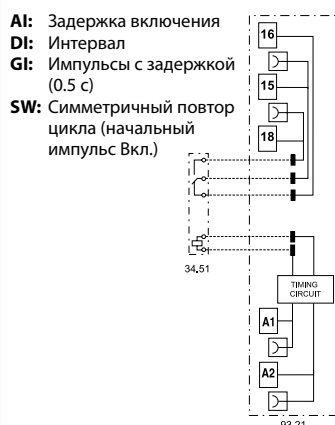 AI: Задержка включения
DI: Интервал
GI: Импульсы с задержкой
(0.5 с)
SW: Симметричный повтор
цикла (начальный
импульс Вкл.)
16
15
18
34.51
TIMING
CIRCUIT
A1
A2
93.21